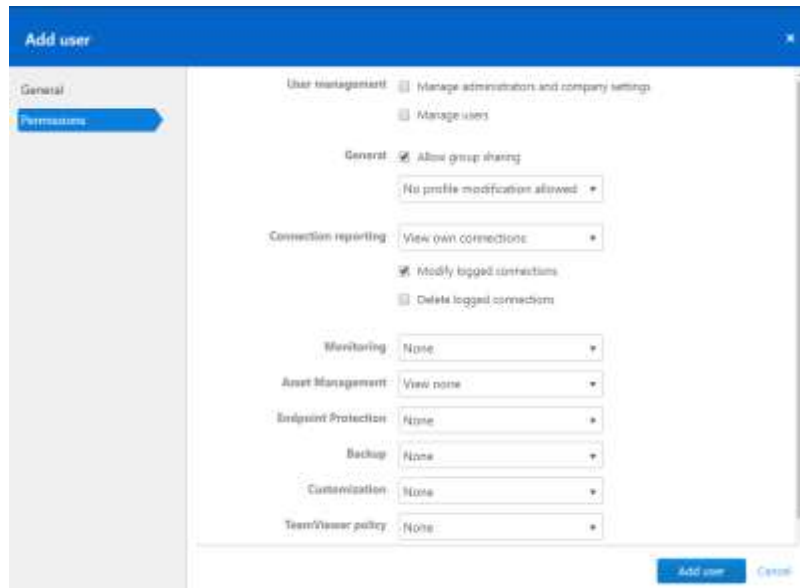 Add user
General
Permissions
User management
Manage administrators and company settings
Manage users
General
Allow group sharing
No profile modification allowed
Connection reporting
View own connections
Modify logged connections
Delete logged connections
Monitoring
None
Asset Management
View none
Endpoint Protection
None
Backup
None
Customization
None
TeamViewer policy
None
Add user
Cancel